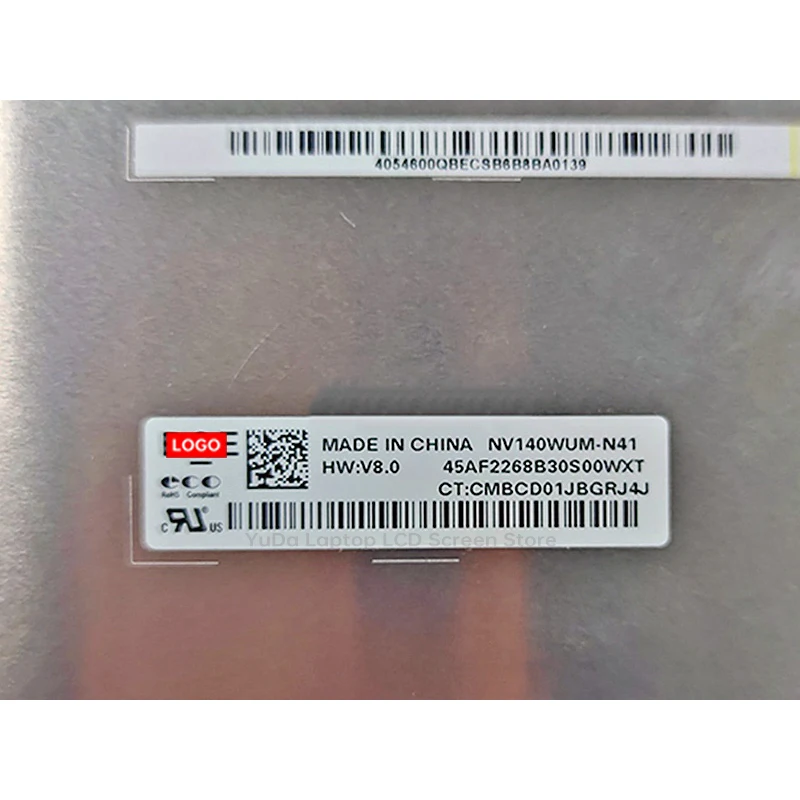 4054600QBECSB6B8BA0139
LOGO
MADE IN CHINA NV140WUM-N41
HW:V8.0 45AF2268B30S00WXT
CT:CMBCD01JBGRJ4J
eco
RoHS Compliant
c RU US
YuDa Laptop LCD Screen Store